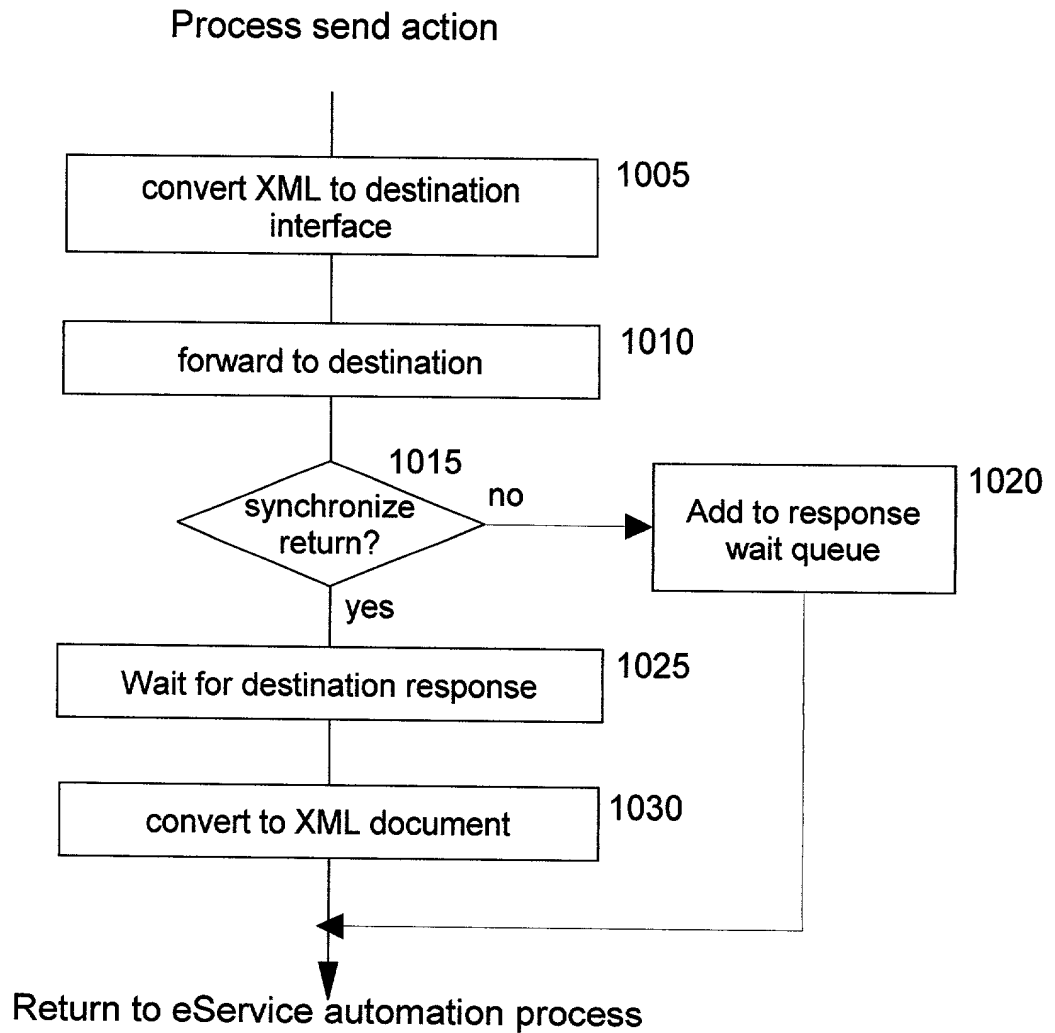 Process send action
convert XML to destination
interface
1005
forward to destination
1010
1015
synchronize
return?
no
Add to response
wait queue
1020
yes
Wait for destination response
1025
convert to XML document
1030
Return to eService automation process